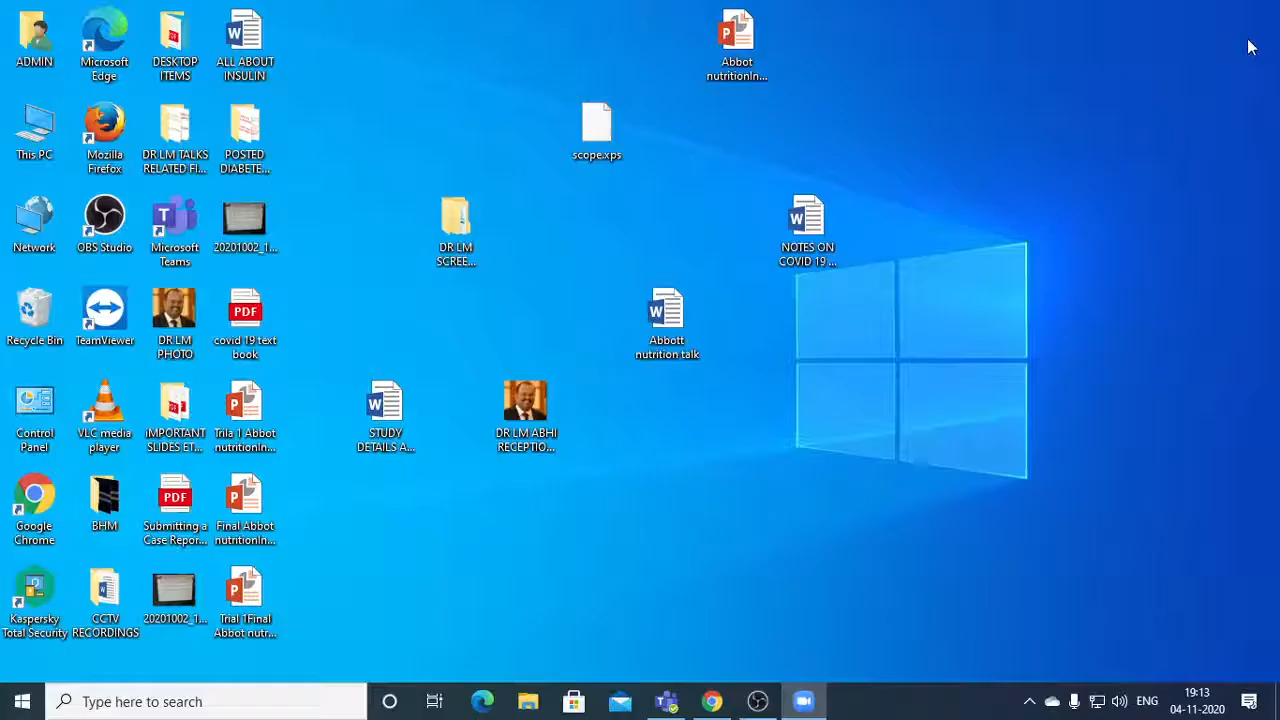 ADMIN
Microsoft
Edge
DESKTOP
ITEMS
ALL ABOUT
INSULIN
Abbot
nutritionIn...
This PC
Mozilla
Firefox
DR LM TALKS
RELATED FI...
POSTED
DIABETE...
scope.xps
Network
OBS Studio
Microsoft
Teams
20201002_1...
DR LM
SCREE...
NOTES ON
COVID 19 ...
Recycle Bin
TeamViewer
DR LM
PHOTO
PDF
covid 19 text
book
Abbott
nutrition talk
Control
Panel
VLC media
player
iMPORTANT
SLIDES ET...
Trila 1 Abbot
nutritionIn...
STUDY
DETAILS A...
DR LM ABHI
RECEPTIO...
Google
Chrome
BHM
PDF
Submitting a
Case Repor...
Final Abbot
nutritionIn...
Kaspersky
Total Security
CCTV
RECORDINGS
20201002_1...
Trial 1Final
Abbot nutr...
Type here to search
ENG
19:13
04-11-2020